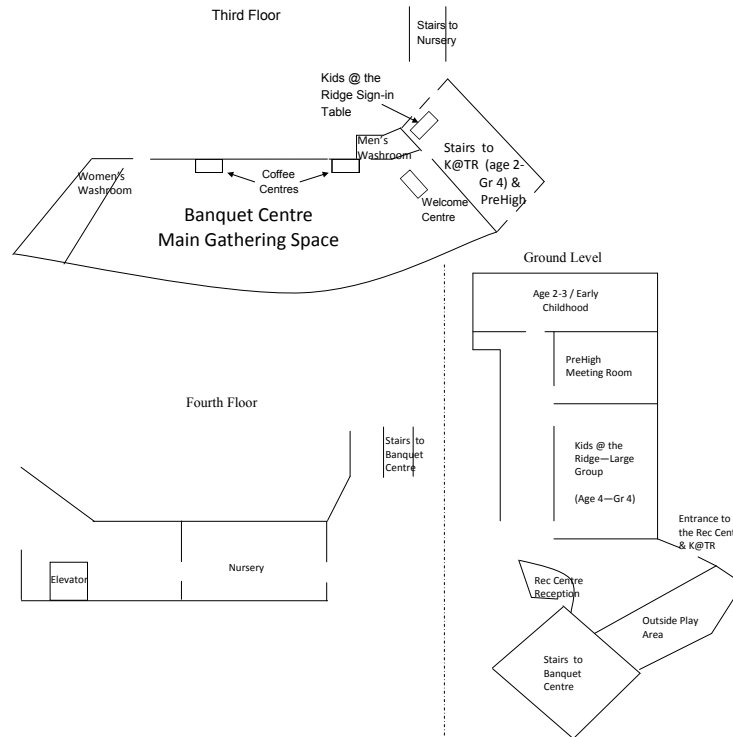 Third Floor
Stairs to
Nursery
Kids @ the
Ridge Sign-in
Table
Men's
Washroom
Stairs to
K@TR (age 2-
Gr 4) &
PreHigh
Women's
Washroom
Coffee
Centres
Welcome
Centre
Banquet Centre
Main Gathering Space
Ground Level
Age 2-3 / Early
Childhood
PreHigh
Meeting Room
Kids @ the
Ridge—Large
Group
(Age 4—Gr 4)
Entrance to
the Rec Cent
& K@TR
Rec Centre
Reception
Outside Play
Area
Stairs to
Banquet
Centre
Fourth Floor
Stairs to
Banquet
Centre
Elevator
Nursery